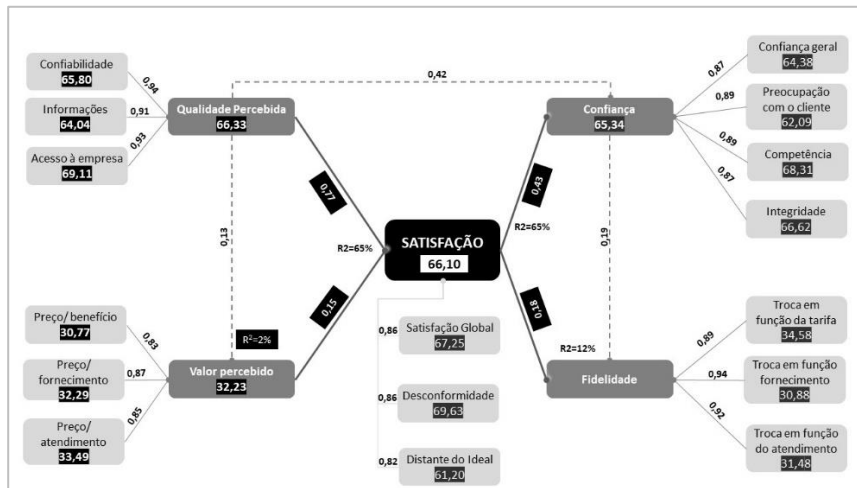 Confiabilidade
65,80
0,94
Informações
64,04
0,91
Acesso à empresa
69,11
0,93
Qualidade Percebida
66,33
0,42
Confiança
65,34
Confiança geral
64,38
0,87
Preocupação
com o cliente
62,09
0,89
Competência
68,31
0,89
Integridade
66,62
0,87
0,77
0,43
0,13
R2=65%
SATISFAÇÃO
66,10
R2=65%
0,19
0,15
0,18
Preço/ benefício
30,77
0,83
Preço/
fornecimento
32,29
0,87
Preço/
atendimento
33,49
0,85
R²=2%
Valor percebido
32,23
0,86
Satisfação Global
67,25
0,86
Desconformidade
69,63
0,82
Distante do Ideal
61,20
R2=12%
Fidelidade
Troca em
função da tarifa
34,58
0,89
Troca em função
fornecimento
30,88
0,94
Troca em função
do atendimento
31,48
0,92